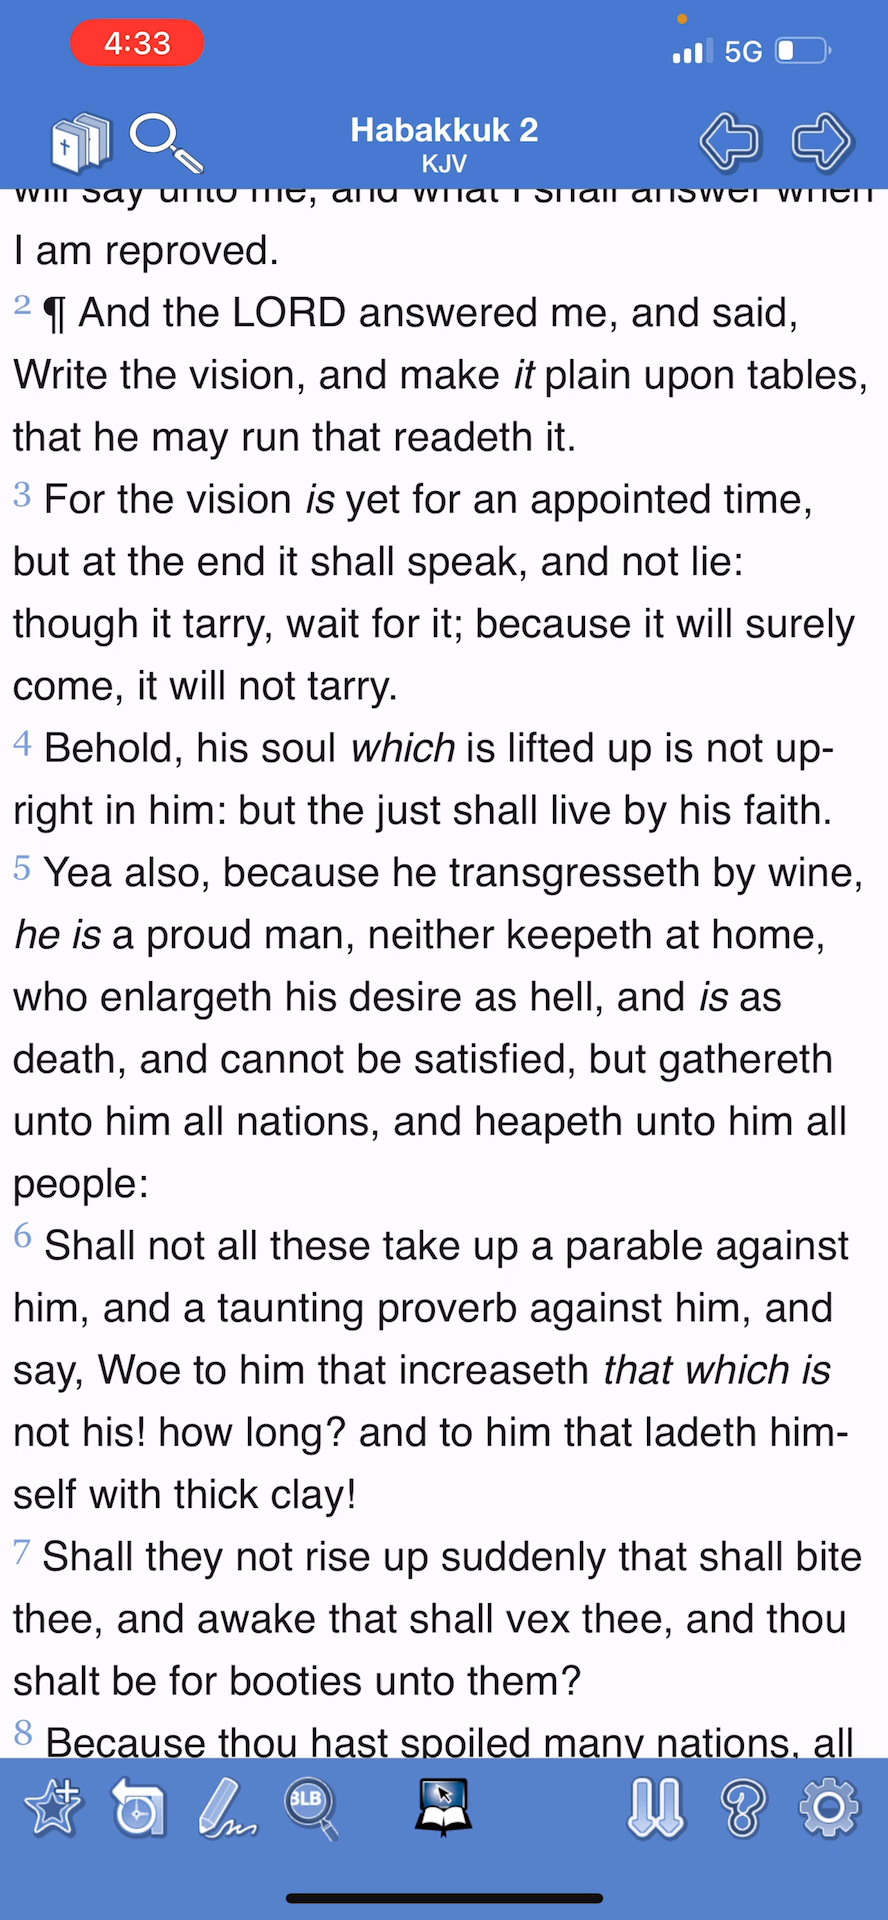 4:33
5G
Habakkuk 2
KJV
will say unto me, and what I shall answer when
I am reproved.
2 ¶ And the LORD answered me, and said,
Write the vision, and make it plain upon tables,
that he may run that readeth it.
3 For the vision is yet for an appointed time,
but at the end it shall speak, and not lie:
though it tarry, wait for it; because it will surely
come, it will not tarry.
4 Behold, his soul which is lifted up is not up-
right in him: but the just shall live by his faith.
5 Yea also, because he transgresseth by wine,
he is a proud man, neither keepeth at home,
who enlargeth his desire as hell, and is as
death, and cannot be satisfied, but gathereth
unto him all nations, and heapeth unto him all
people:
6 Shall not all these take up a parable against
him, and a taunting proverb against him, and
say, Woe to him that increaseth that which is
not his! how long? and to him that ladeth him-
self with thick clay!
7 Shall they not rise up suddenly that shall bite
thee, and awake that shall vex thee, and thou
shalt be for booties unto them?
8 Because thou hast spoiled many nations, all
BLB